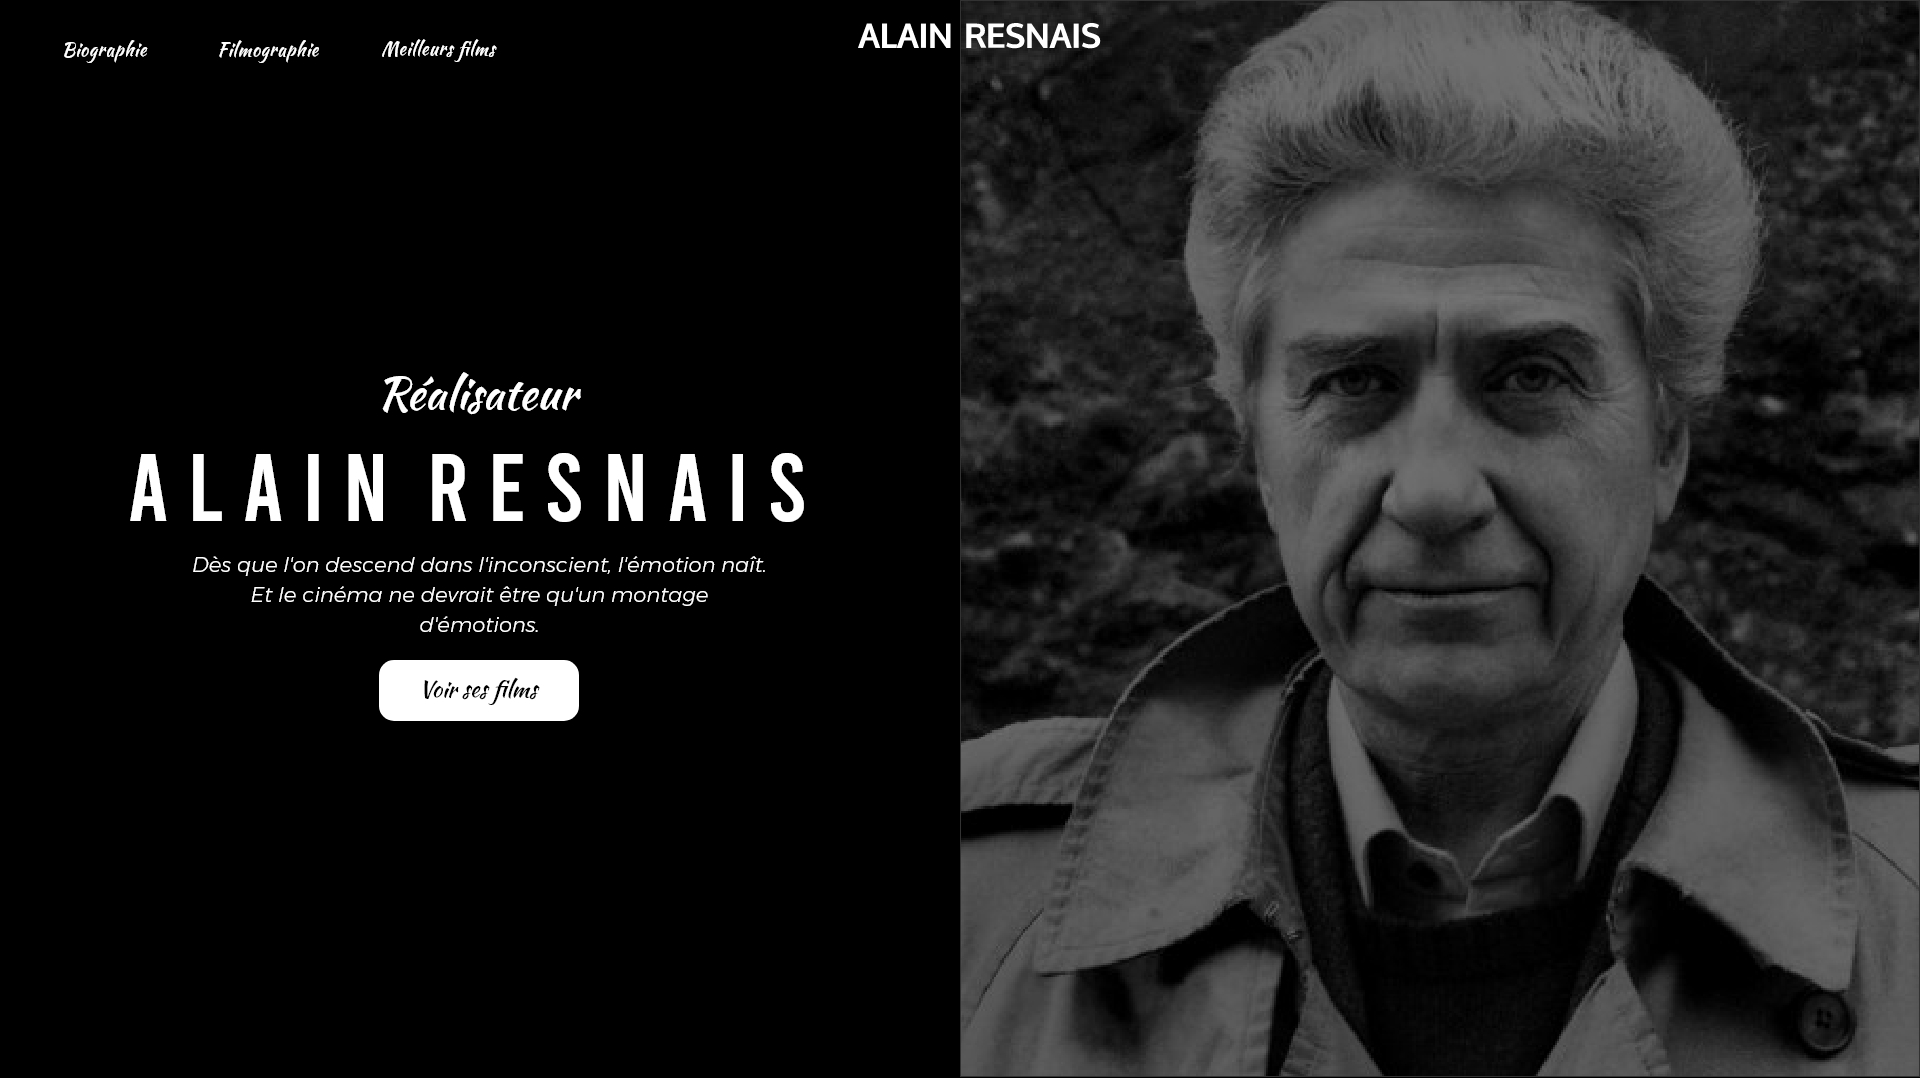 Biographie
Filmographie
Meilleurs films
ALAIN RESNAIS
Réalisateur
ALAIN RESNAIS
Dès que l'on descend dans l'inconscient, l'émotion naît.
Et le cinéma ne devrait être qu'un montage
d'émotions.
Voir ses films